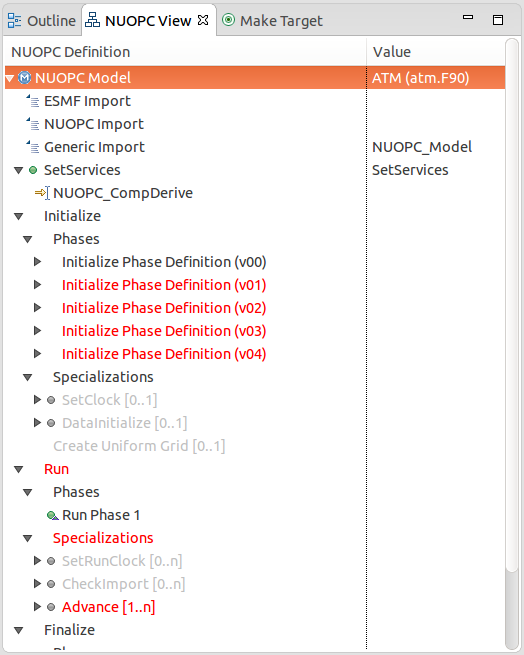 Outline NUOPC View Make Target
NUOPC Definition Value
NUOPC Model ATM (atm.F90)
ESMF Import
NUOPC Import
Generic Import NUOPC_Model
SetServices SetServices
NUOPC_CompDerive
Initialize
Phases
Initialize Phase Definition (v00)
Initialize Phase Definition (v01)
Initialize Phase Definition (v02)
Initialize Phase Definition (v03)
Initialize Phase Definition (v04)
Specializations
SetClock [0..1]
DataInitialize [0..1]
Create Uniform Grid [0..1]
Run
Phases
Run Phase 1
Specializations
SetRunClock [0..n]
CheckImport [0..n]
Advance [1..n]
Finalize